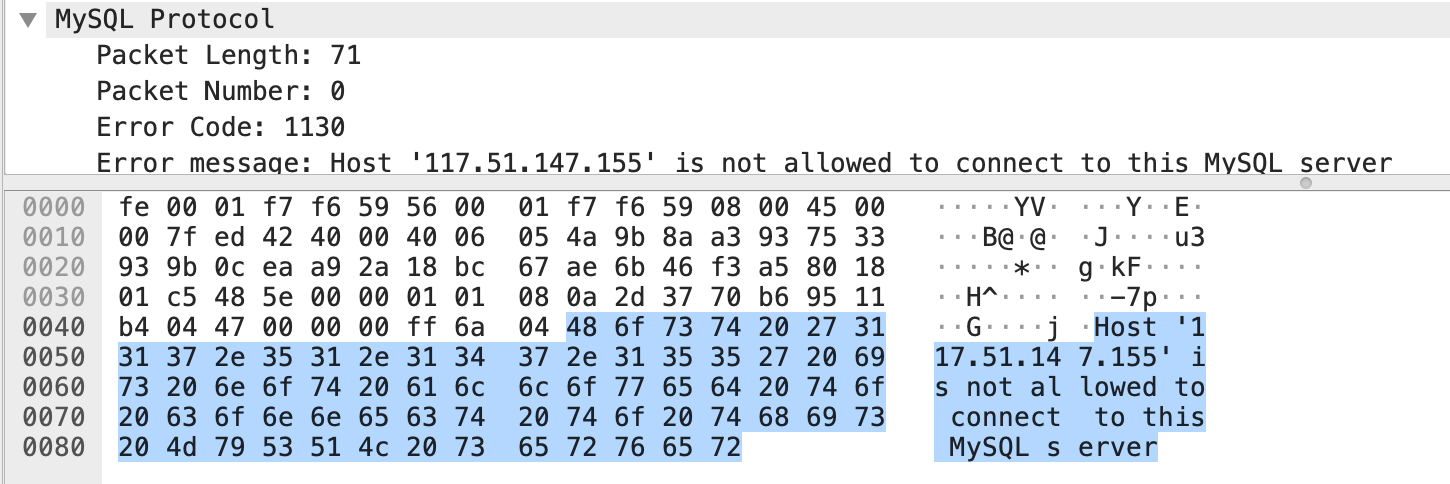 MySQL Protocol
Packet Length: 71
Packet Number: 0
Error Code: 1130
Error message: Host '117.51.147.155' is not allowed to connect to this MySQL server
0000 fe 00 01 f7 f6 59 56 00 01 f7 f6 59 08 00 45 00 ·····YV· ···Y··E·
0010 00 7f ed 42 40 00 40 06 05 4a 9b 8a a3 93 75 33 ···B@·@· ·J····u3
0020 93 9b 0c ea a9 2a 18 bc 67 ae 6b 46 f3 a5 80 18 ·····*·· g·kF····
0030 01 c5 48 5e 00 00 01 01 08 0a 2d 37 70 b6 95 11 ··H^···· ··-7p···
0040 b4 04 47 00 00 00 ff 6a 04 48 6f 73 74 20 27 31 ··G····j ·Host '1
0050 31 37 2e 35 31 2e 31 34 37 2e 31 35 35 27 20 69 17.51.14 7.155' i
0060 73 20 6e 6f 74 20 61 6c 6c 6f 77 65 64 20 74 6f s not al lowed to
0070 20 63 6f 6e 6e 65 63 74 20 74 6f 20 74 68 69 73 connect to this
0080 20 4d 79 53 51 4c 20 73 65 72 76 65 72 MySQL s erver